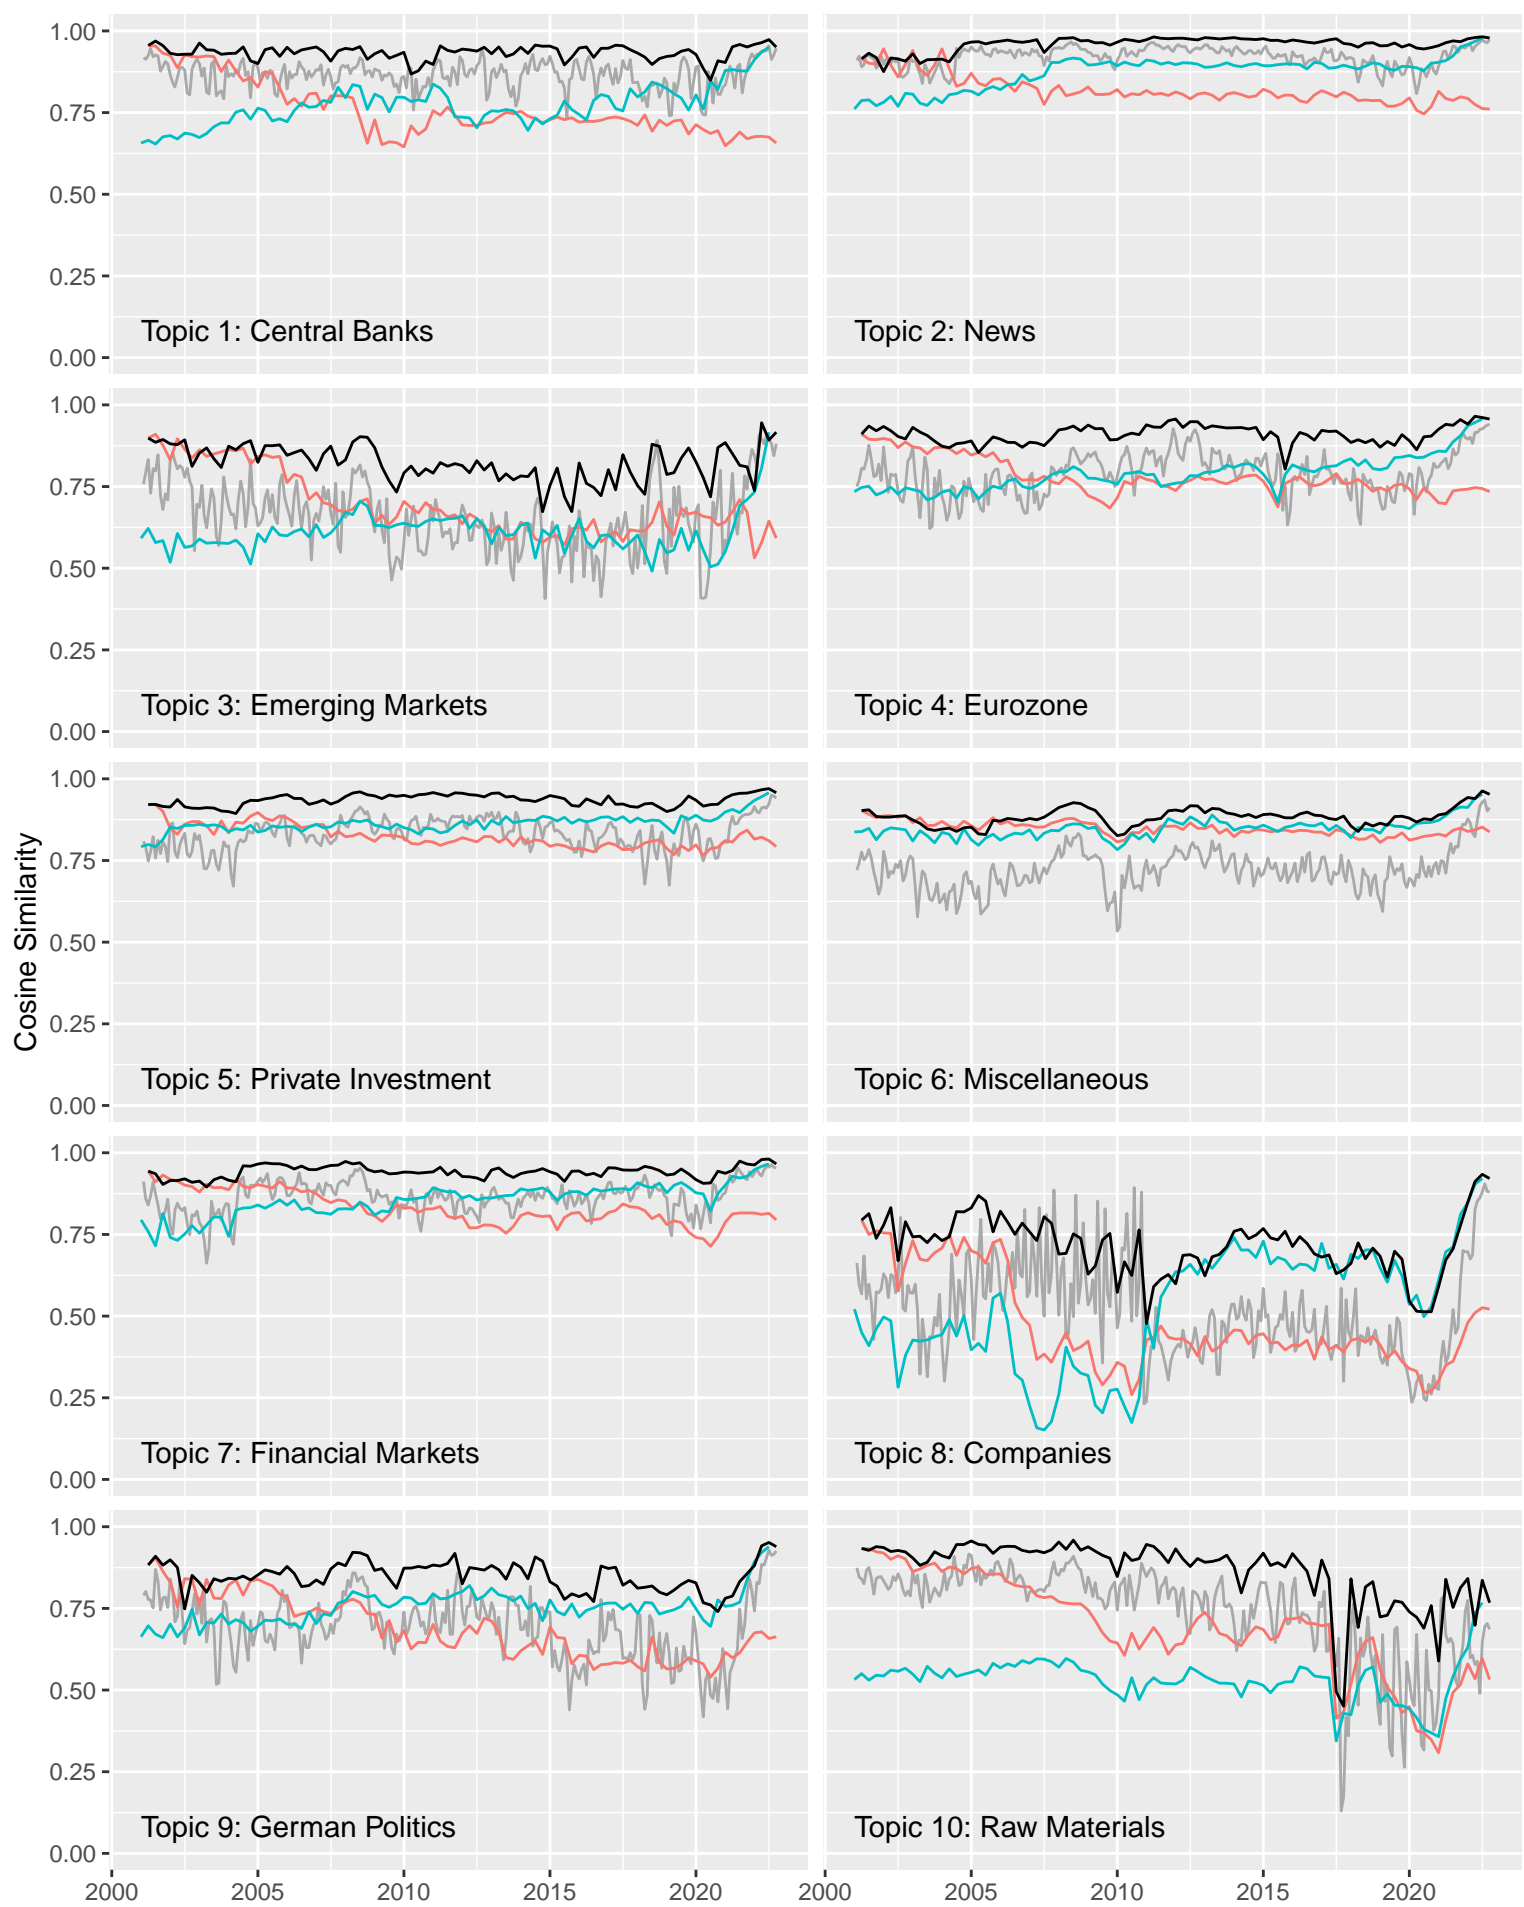 Cosine Similarity
1.00
0.75
0.50
0.25
0.00
Topic 1: Central Banks
Topic 2: News
1.00
0.75
0.50
0.25
0.00
Topic 3: Emerging Markets
Topic 4: Eurozone
1.00
0.75
0.50
0.25
0.00
Topic 5: Private Investment
Topic 6: Miscellaneous
1.00
0.75
0.50
0.25
0.00
Topic 7: Financial Markets
Topic 8: Companies
1.00
0.75
0.50
0.25
0.00
Topic 9: German Politics
Topic 10: Raw Materials
2000 2005 2010 2015 2020
2000 2005 2010 2015 2020